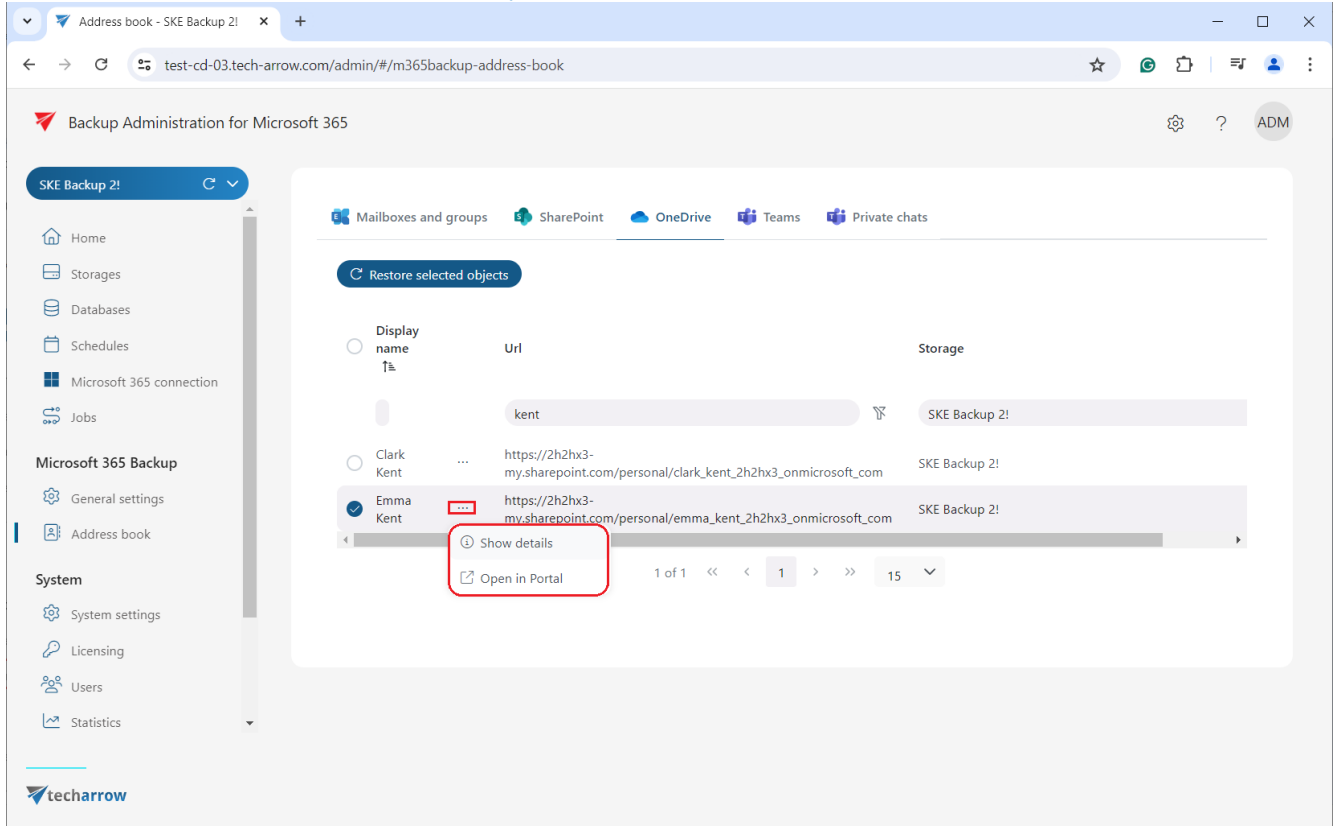 Address book - SKE Backup 2!
test-cd-03.tech-arrow.com/admin/#/m365backup-address-book
Backup Administration for Microsoft 365
ADM
SKE Backup 2!
Home
Storages
Databases
Schedules
Microsoft 365 connection
Jobs
Microsoft 365 Backup
General settings
Address book
System
System settings
Licensing
Users
Statistics
techarrow
Mailboxes and groups
SharePoint
OneDrive
Teams
Private chats
Restore selected objects
Display
name
Url
Storage
kent
SKE Backup 2!
Clark
Kent
...
https://2h2hx3-
my.sharepoint.com/personal/clark_kent_2h2hx3_onmicrosoft_com
SKE Backup 2!
Emma
Kent
...
https://2h2hx3-
my.sharepoint.com/personal/emma_kent_2h2hx3_onmicrosoft_com
SKE Backup 2!
Show details
Open in Portal
1 of 1
1
15